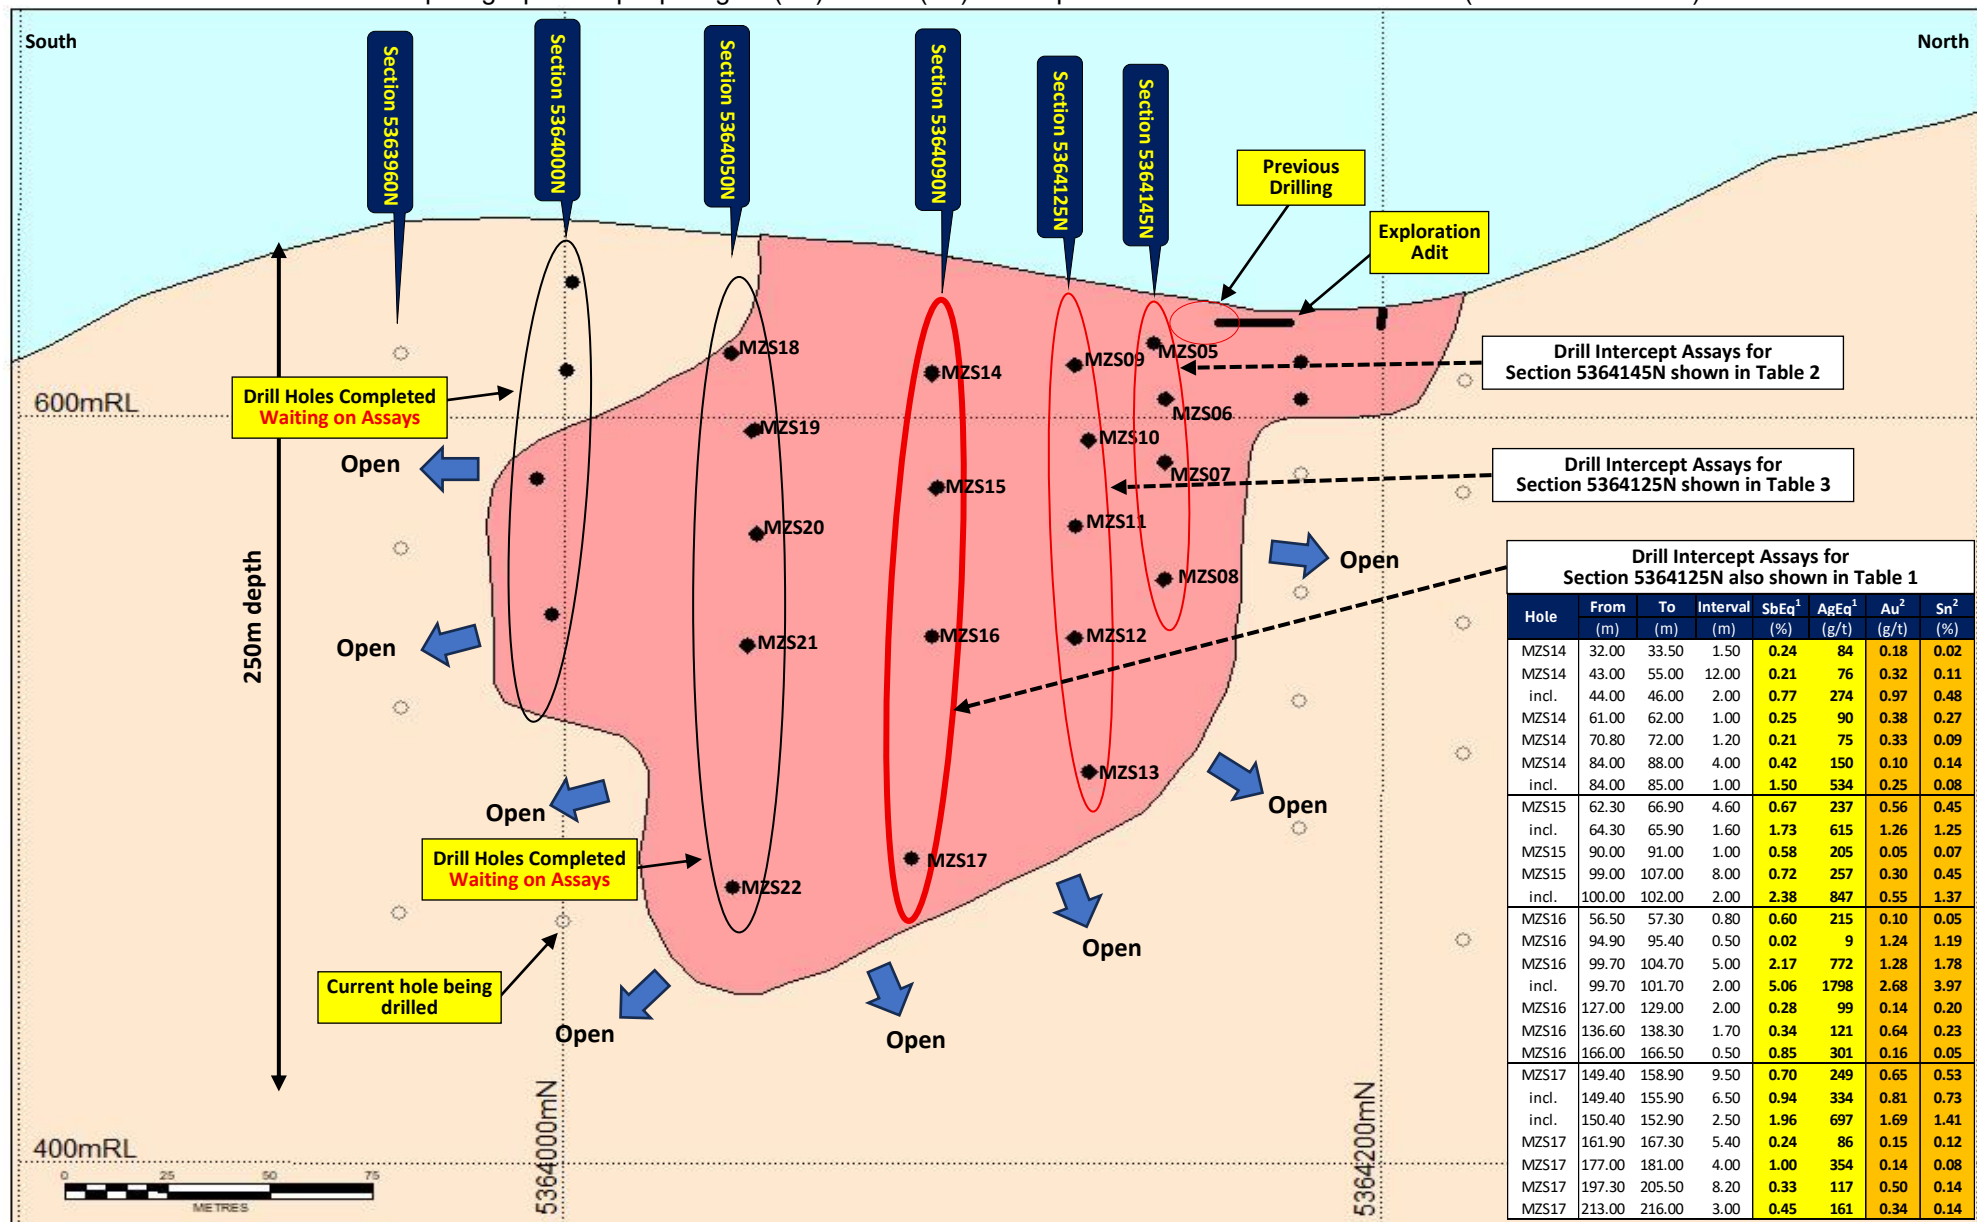 South
North
Section 5363960N
Section 5364000N
Section 5364050N
Section 5364090N
Section 5364125N
Section 5364145N
Previous
Drilling
Exploration
Adit
MZS18
MZS14
MZS09
MZS05
Drill Intercept Assays for
Section 5364145N shown in Table 2
Drill Holes Completed
Waiting on Assays
600mRL
MZS06
MZS19
MZS10
Open
MZS07
Drill Intercept Assays for
Section 5364125N shown in Table 3
MZS15
MZS20
MZS11
Open
MZS08
250m depth
Open
MZS21
MZS16
MZS12
MZS13
Open
Open
Drill Holes Completed
Waiting on Assays
MZS17
MZS22
Open
Current hole being
drilled
Open
Open
Drill Intercept Assays for
Section 5364125N also shown in Table 1
Hole From To Interval SbEq1 AgEq1 Au2 Sn2
(m) (m) (m) (%) (g/t) (g/t) (%)
MZS14 32.00 33.50 1.50 0.24 84 0.18 0.02
MZS14 43.00 55.00 12.00 0.21 76 0.32 0.11
incl. 44.00 46.00 2.00 0.77 274 0.97 0.48
MZS14 61.00 62.00 1.00 0.25 90 0.38 0.27
MZS14 70.80 72.00 1.20 0.21 75 0.33 0.09
MZS14 84.00 88.00 4.00 0.42 150 0.10 0.14
incl. 84.00 85.00 1.00 1.50 534 0.25 0.08
MZS15 62.30 66.90 4.60 0.67 237 0.56 0.45
incl. 64.30 65.90 1.60 1.73 615 1.26 1.25
MZS15 90.00 91.00 1.00 0.58 205 0.05 0.07
MZS15 99.00 107.00 8.00 0.72 257 0.30 0.45
incl. 100.00 102.00 2.00 2.38 847 0.55 1.37
MZS16 56.50 57.30 0.80 0.60 215 0.10 0.05
MZS16 94.90 95.40 0.50 0.02 9 1.24 1.19
MZS16 99.70 104.70 5.00 2.17 772 1.28 1.78
incl. 99.70 101.70 2.00 5.06 1798 2.68 3.97
MZS16 127.00 129.00 2.00 0.28 99 0.14 0.20
MZS16 136.60 138.30 1.70 0.34 121 0.64 0.23
MZS16 166.00 166.50 0.50 0.85 301 0.16 0.05
MZS17 149.40 158.90 9.50 0.70 249 0.65 0.53
incl. 149.40 155.90 6.50 0.94 334 0.81 0.73
incl. 150.40 152.90 2.50 1.96 697 1.69 1.41
MZS17 161.90 167.30 5.40 0.24 86 0.15 0.12
MZS17 177.00 181.00 4.00 1.00 354 0.14 0.08
MZS17 197.30 205.50 8.20 0.33 117 0.50 0.14
MZS17 213.00 216.00 3.00 0.45 161 0.34 0.14
400mRL
5364000mN
5364200mN
0 25 50 75
METRES